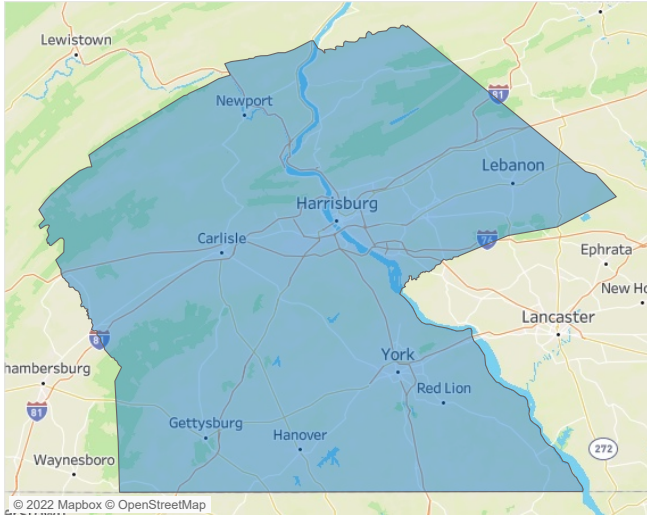 Lewistown
81
Newport
Lebanon
Harrisburg
Carlisle
76
Ephrata
New Ho
Lancaster
81
York
hambersburg
Red Lion
81
Gettysburg
Hanover
272
Waynesboro
© 2022 Mapbox © OpenStreetMap